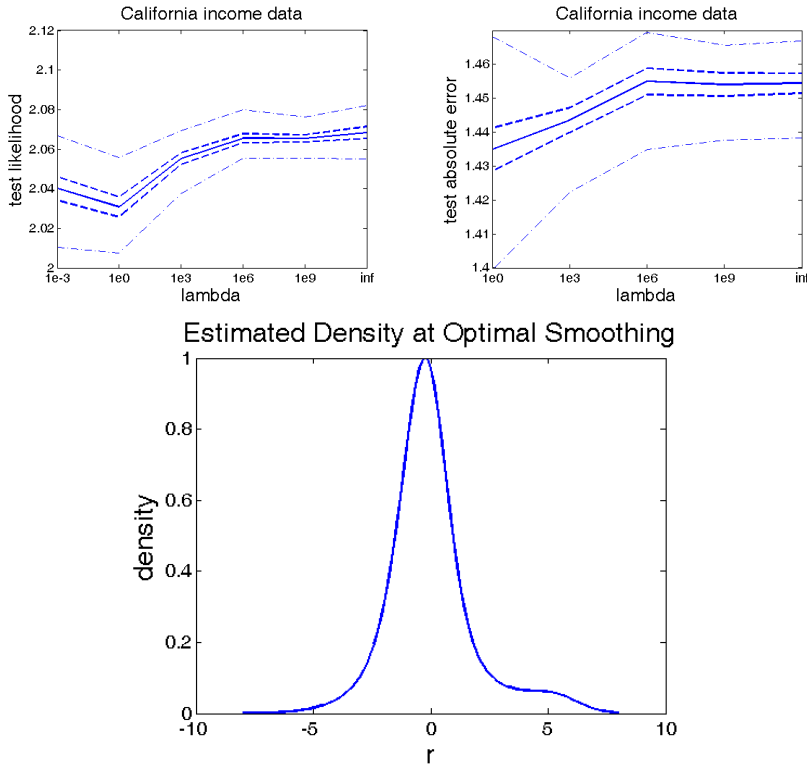 California income data
2.12
2.1
2.08
2.06
2.04
2.02
2
test likelihood
1e-3 1e0 1e3 1e6 1e9 inf
lambda
California income data
1.46
1.45
1.44
1.43
1.42
1.41
1.4
test absolute error
1e0 1e3 1e6 1e9 inf
lambda
Estimated Density at Optimal Smoothing
1
0.8
0.6
0.4
0.2
0
density
-10 -5 0 5 10
r